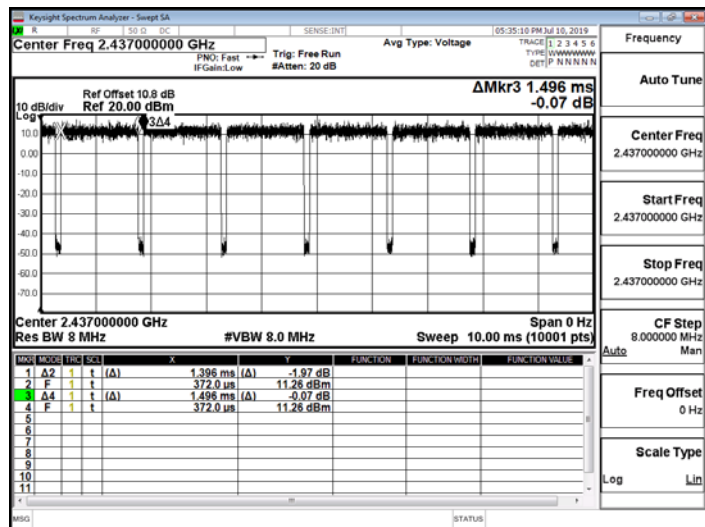 Keysight Spectrum Analyzer - Swept SA
R RF 50 Ω DC SENSE:INT 05:35:10 PM Jul 10, 2019
Center Freq 2.437000000 GHz
PNO: Fast
IFGain:Low
Trig: Free Run
#Atten: 20 dB
Avg Type: Voltage
TRACE 1 2 3 4 5 6
TYPE WWWWWW
DET P N N N N N
Ref Offset 10.8 dB
10 dB/div Ref 20.00 dBm
ΔMkr3 1.496 ms
-0.07 dB
Log
3Δ4
10.0
0.00
-10.0
-20.0
-30.0
-40.0
-50.0
-60.0
-70.0
Center 2.437000000 GHz Span 0 Hz
Res BW 8 MHz #VBW 8.0 MHz Sweep 10.00 ms (10001 pts)
MKR MODE TRC SCL X Y FUNCTION FUNCTION WIDTH FUNCTION VALUE
1 Δ2 1 t (Δ) 1.396 ms (Δ) -1.97 dB
2 F 1 t 372.0 µs 11.26 dBm
3 Δ4 1 t (Δ) 1.496 ms (Δ) -0.07 dB
4 F 1 t 372.0 µs 11.26 dBm
5
6
7
8
9
10
11
MSG STATUS
Frequency
Auto Tune
Center Freq
2.437000000 GHz
Start Freq
2.437000000 GHz
Stop Freq
2.437000000 GHz
CF Step
8.000000 MHz
Auto Man
Freq Offset
0 Hz
Scale Type
Log Lin